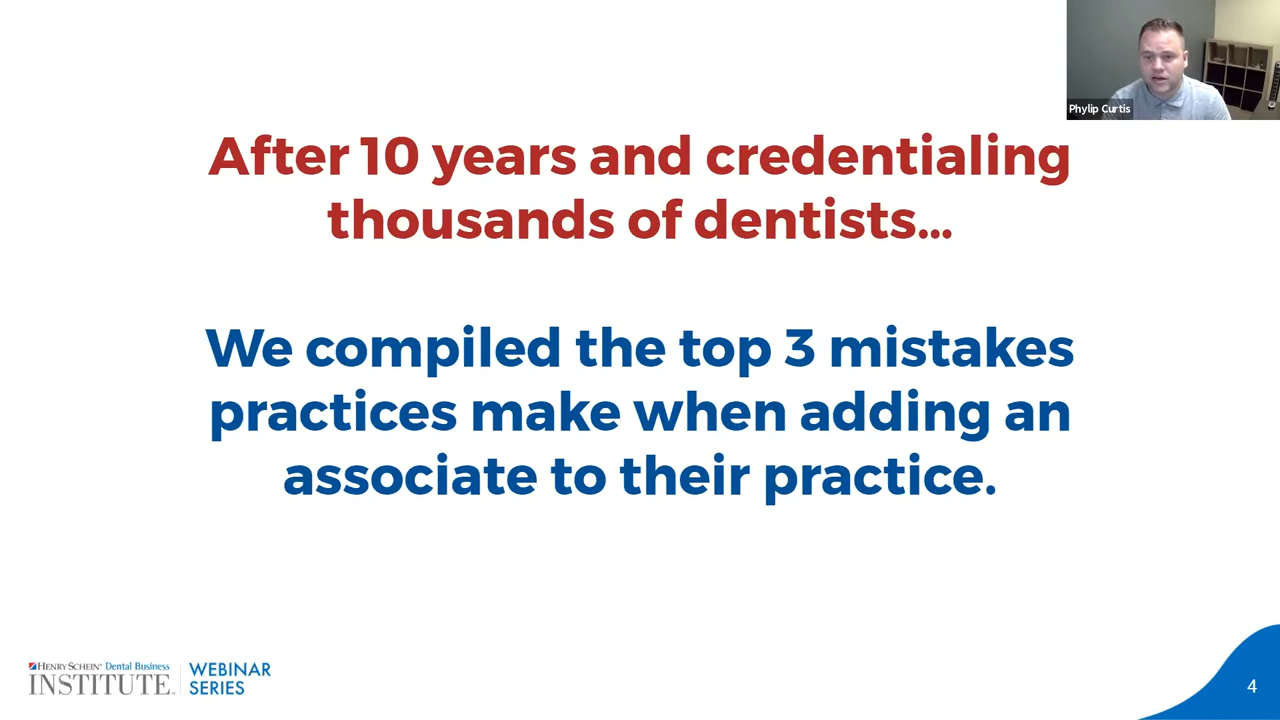 Phylip Curtis
After 10 years and credentialing
thousands of dentists...
We compiled the top 3 mistakes
practices make when adding an
associate to their practice.
HENRY SCHEIN® Dental Business
INSTITUTE™
WEBINAR
SERIES
4